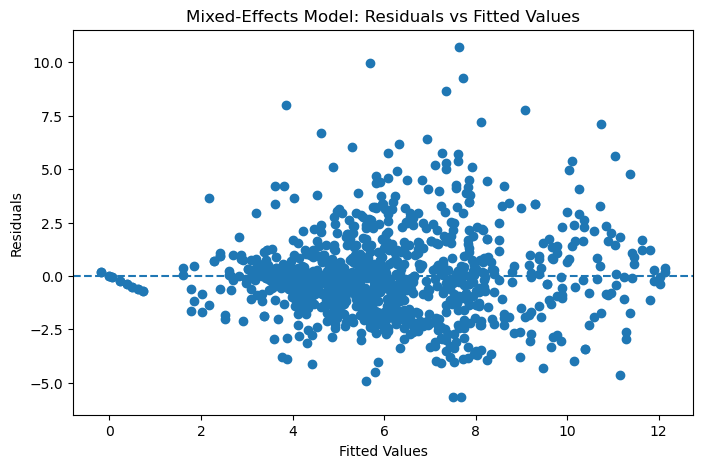 Mixed-Effects Model: Residuals vs Fitted Values
Residuals
10.0
7.5
5.0
2.5
0.0
−2.5
−5.0
0 2 4 6 8 10 12
Fitted Values